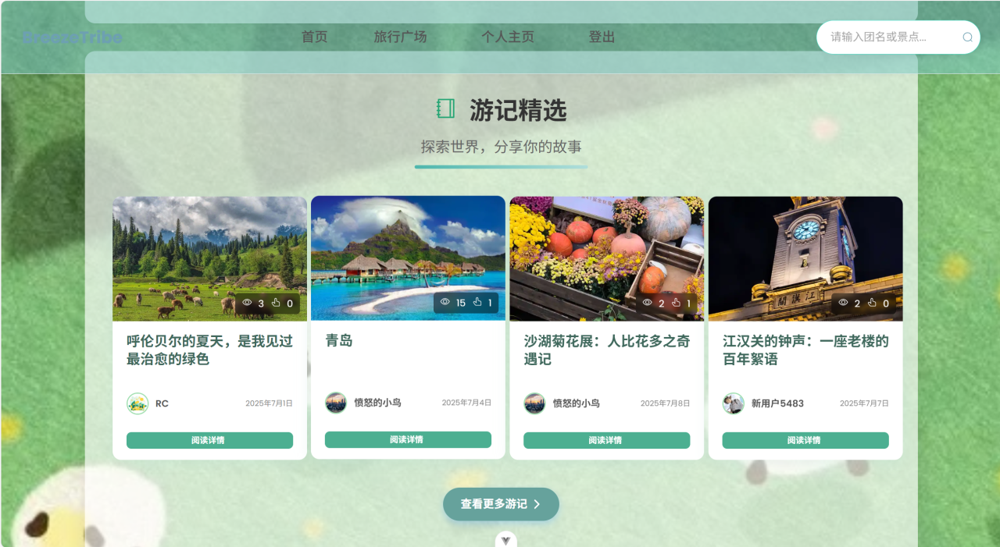 BreezeTribe
首页 旅行广场 个人主页 登出
请输入团名或景点...
游记精选
探索世界，分享你的故事
3 0
15 1
2 1
2 0
江漢關
呼伦贝尔的夏天，是我见过
最治愈的绿色
青岛
沙湖菊花展：人比花多之奇
遇记
江汉关的钟声：一座老楼的
百年絮语
RC 2025年7月1日
愤怒的小鸟 2025年7月4日
愤怒的小鸟 2025年7月8日
新用户5483 2025年7月7日
阅读详情
阅读详情
阅读详情
阅读详情
查看更多游记